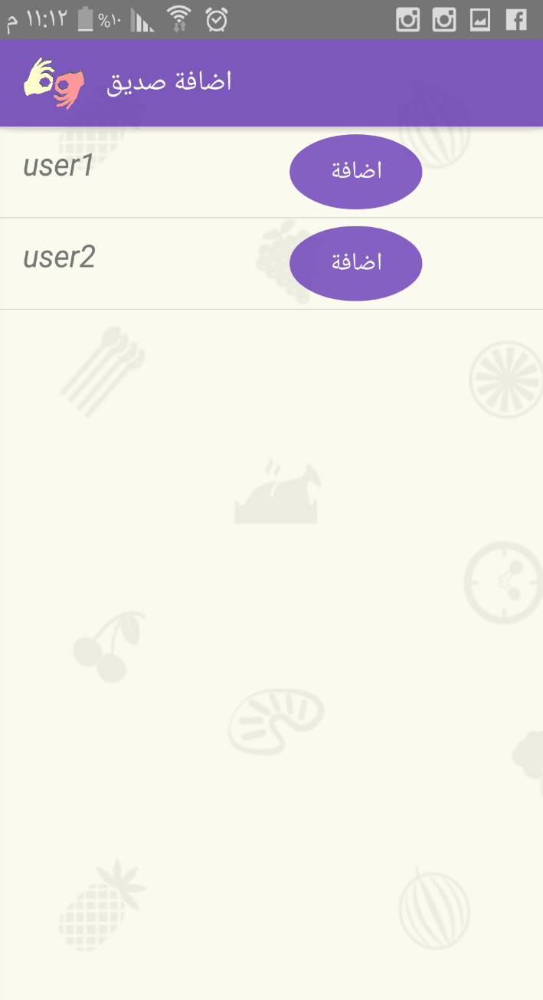 م ١١:١٢ %١٠
اضافة صديق
user1
اضافة
user2
اضافة